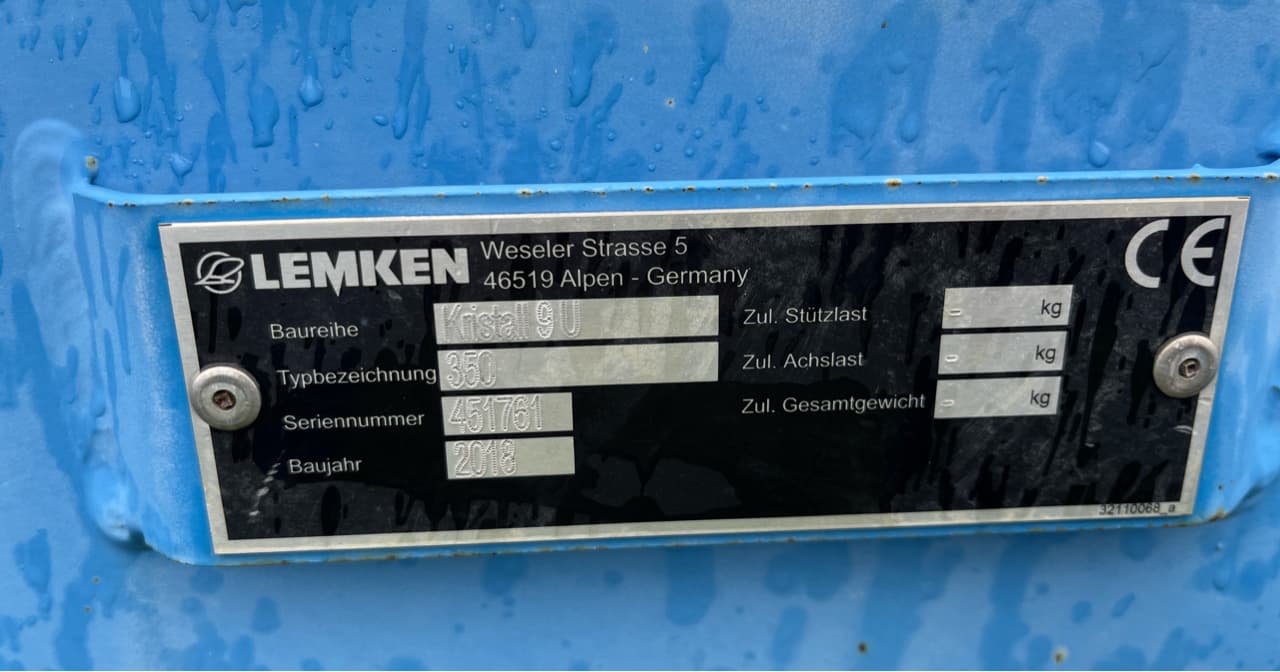 LEMKEN
Weseler Strasse 5
46519 Alpen - Germany
CE
Baureihe Kristall 9 U
Typbezeichnung 350
Seriennummer 451761
Baujahr 2018
Zul. Stützlast - kg
Zul. Achslast - kg
Zul. Gesamtgewicht - kg
32110068_a